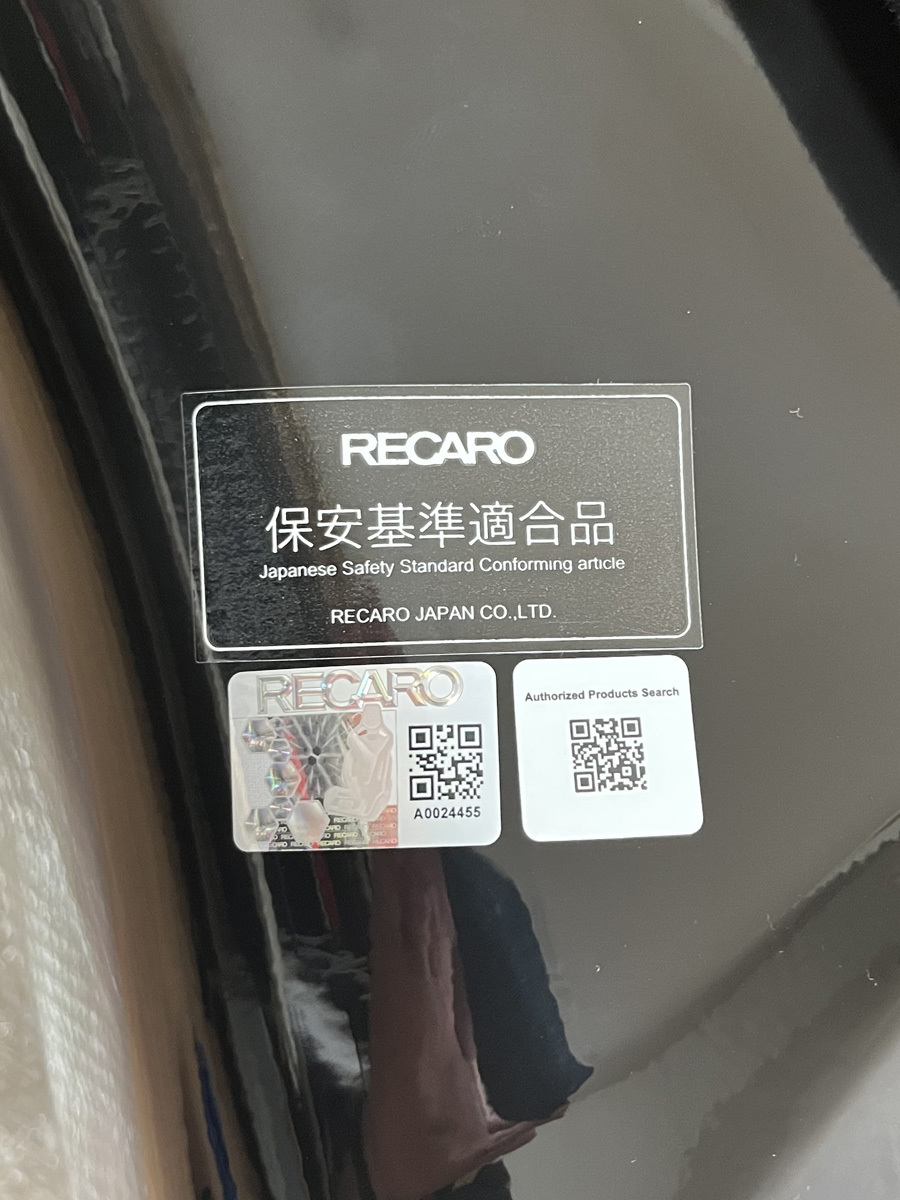 RECARO
保安基準適合品
Japanese Safety Standard Conforming article
RECARO JAPAN CO.,LTD.
RECARO
A0024455
Authorized Products Search